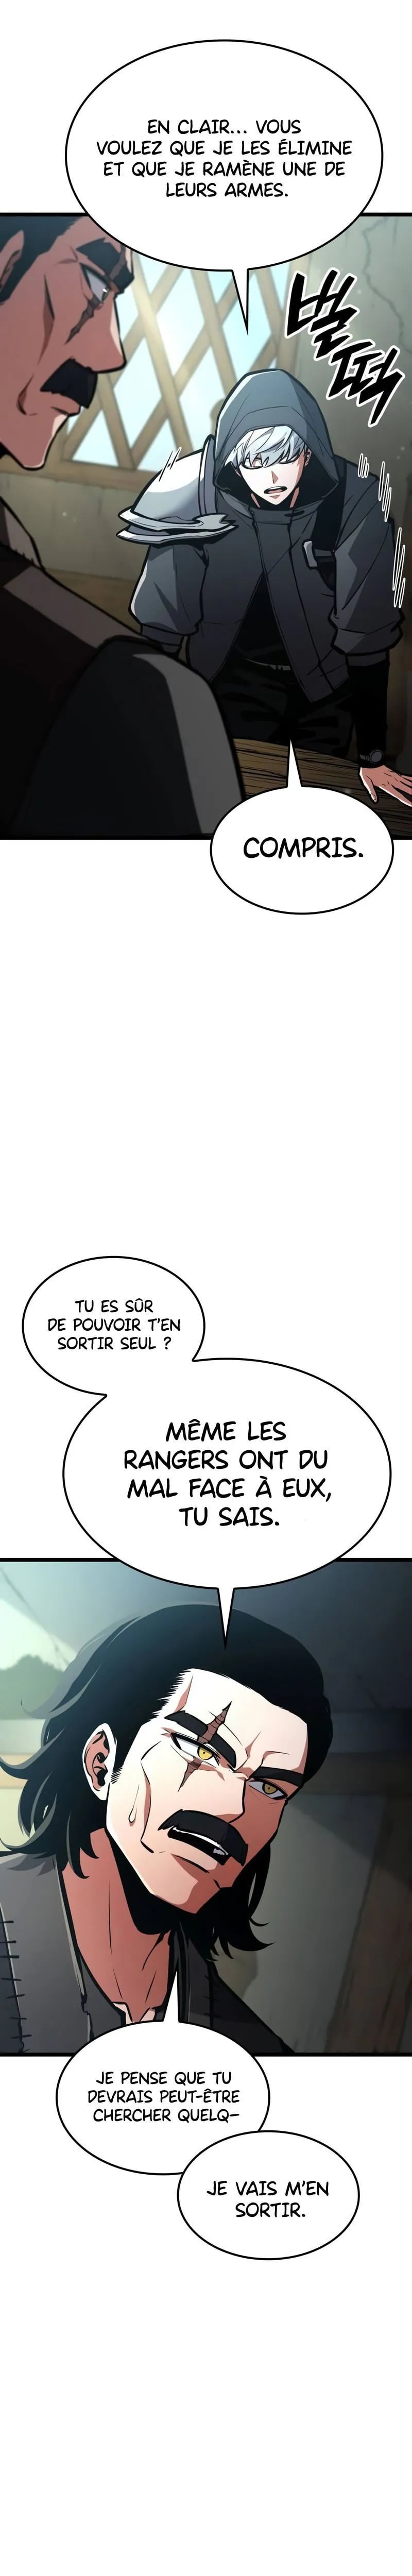 EN CLAIR... VOUS
VOULEZ QUE JE LES ÉLIMINE
ET QUE JE RAMÈNE UNE DE
LEURS ARMES.
벌떡
COMPRIS.
TU ES SÛR
DE POUVOIR T'EN
SORTIR SEUL ?
MÊME LES
RANGERS ONT DU
MAL FACE À EUX,
TU SAIS.
JE PENSE QUE TU
DEVRAIS PEUT-ÊTRE
CHERCHER QUELQ-
JE VAIS M'EN
SORTIR.